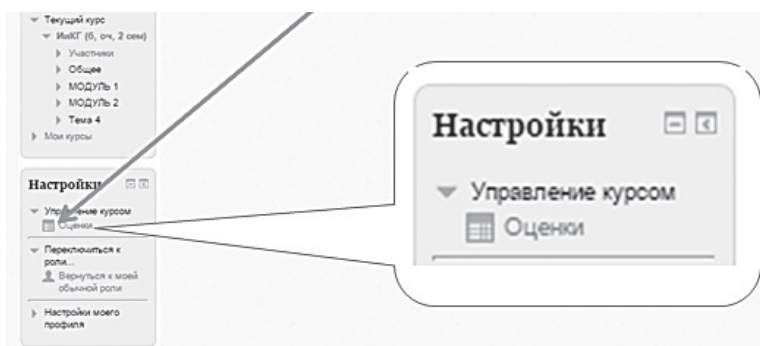 Текущий курс
ИиКГ (б, оч, 2 сем)
Участники
Общее
МОДУЛЬ 1
МОДУЛЬ 2
Тема 4
Мои курсы
Настройки
Управление курсом
Оценки
Переключиться к
роли...
Вернуться к моей
обычной роли
Настройки моего
профиля
Настройки
Управление курсом
Оценки